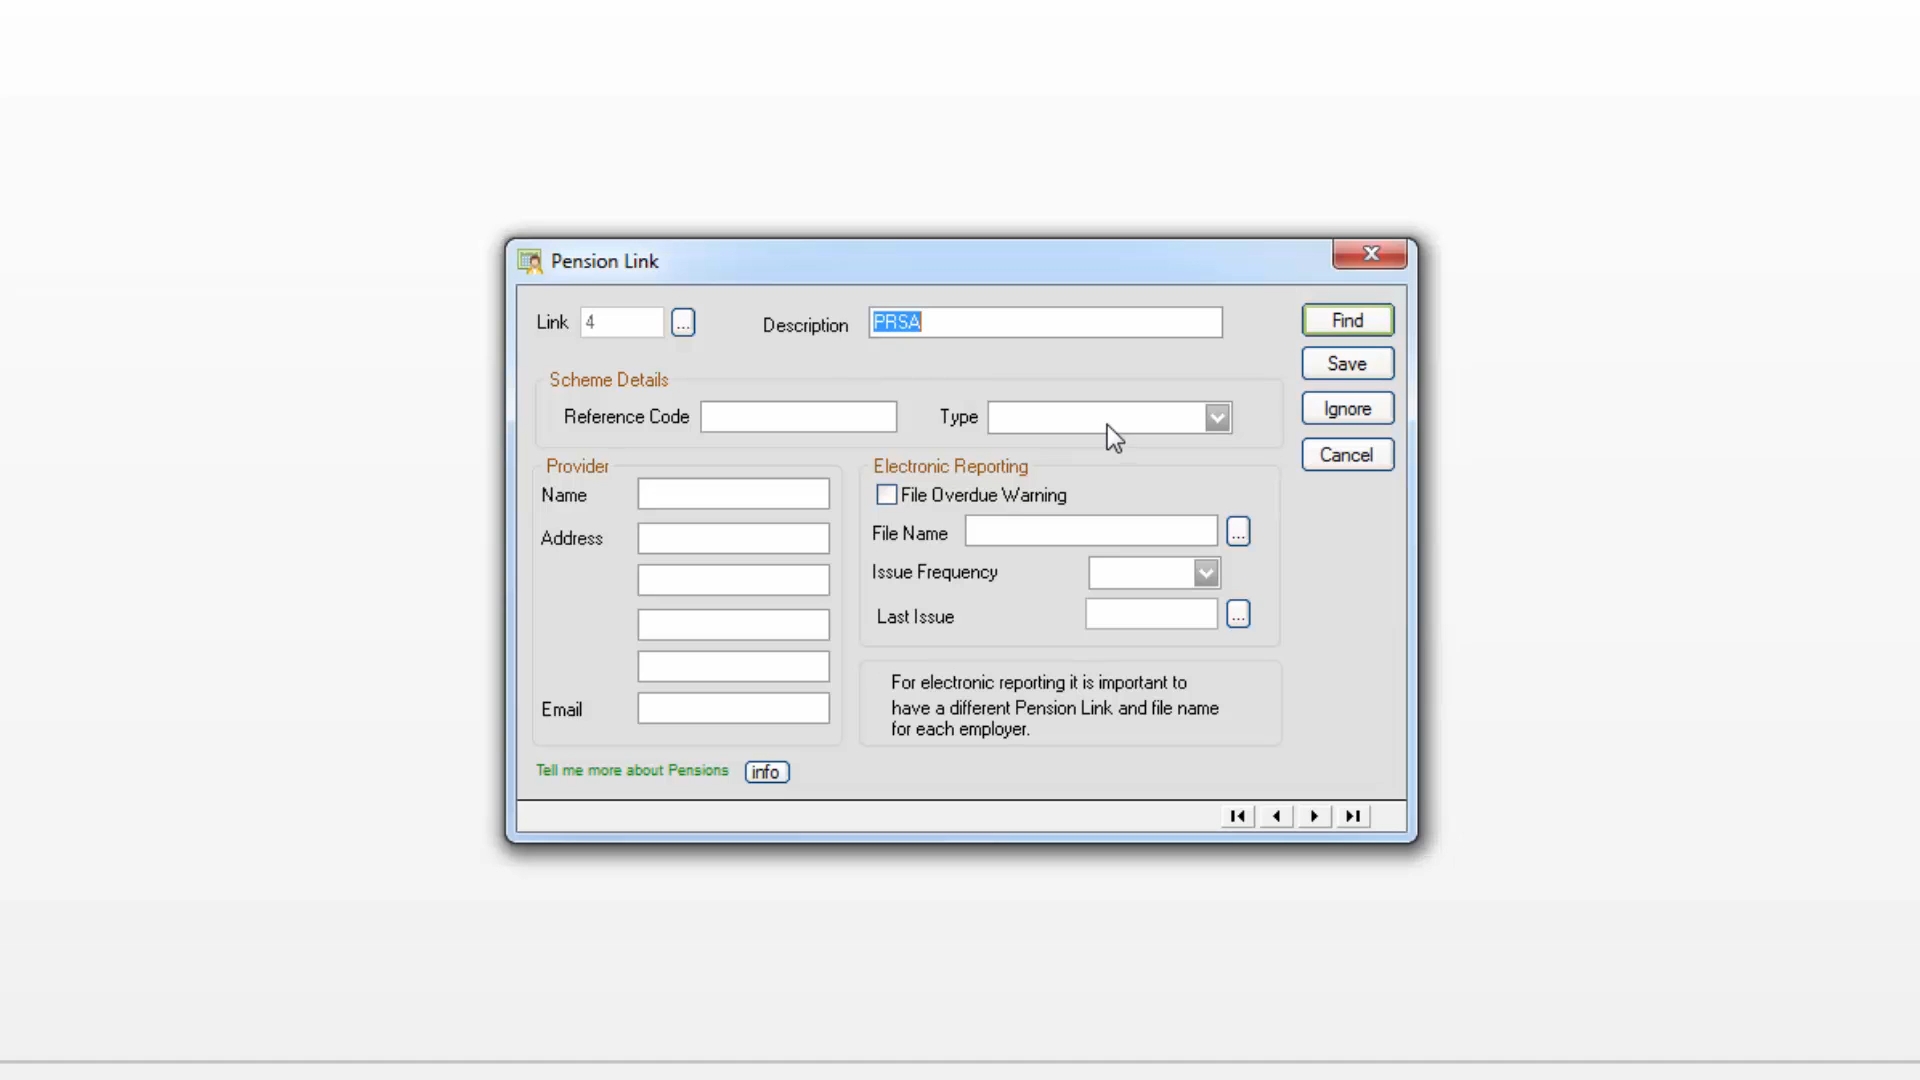 Pension Link
Link 4 ... Description PRSA Find
Save
Scheme Details
Reference Code Type Ignore
Cancel
Provider Electronic Reporting
Name File Overdue Warning
Address File Name ...
Issue Frequency
Last Issue ...
For electronic reporting it is important to
have a different Pension Link and file name
for each employer.
Email
Tell me more about Pensions info